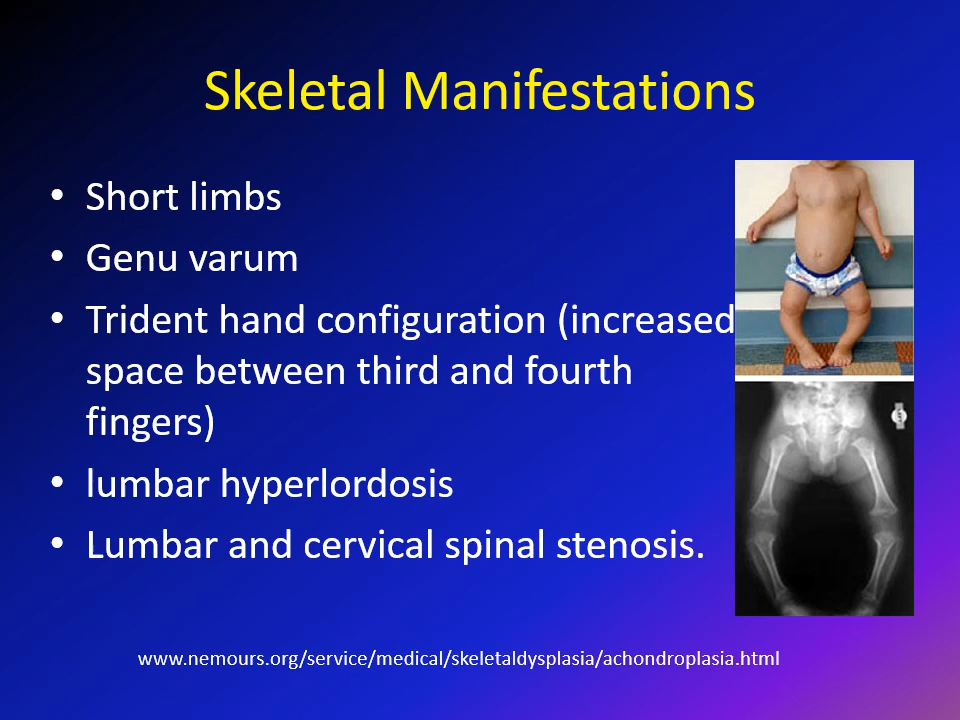 Skeletal Manifestations
• Short limbs
• Genu varum
• Trident hand configuration (increased
space between third and fourth
fingers)
• lumbar hyperlordosis
• Lumbar and cervical spinal stenosis.
www.nemours.org/service/medical/skeletaldysplasia/achondroplasia.html